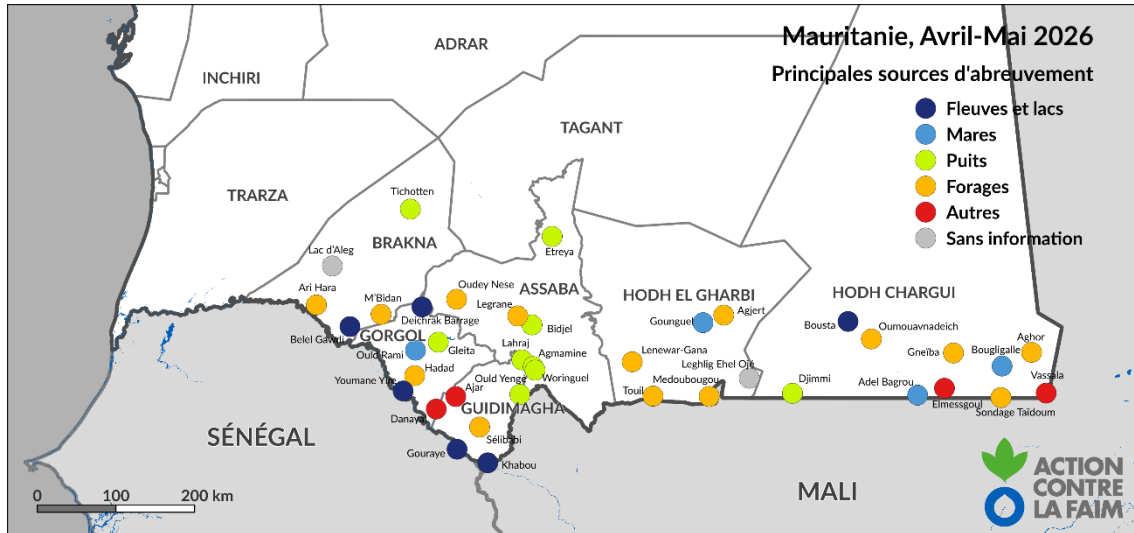 Mauritanie, Avril-Mai 2026
Principales sources d'abreuvement
Fleuves et lacs
Mares
Puits
Forages
Autres
Sans information
ADRAR
INCHIRI
TAGANT
TRARZA
Tichotten
BRAKNA
Lac d'Aleg
Etreya
Ari Hara
M'Bidan
Oudey Nese
ASSABA
Legrane
HODH EL GHARBI
Agjert
HODH CHARGUI
Deichrak Barrage
Gounguel
Bousta
Oumouavnadeich
Belel Gawdi
GORGOL
Bidjel
Aghor
Ould Rami
Gleita
Lahraj
Gneïba
Bougligalle
Agmamine
Lenewar-Gana
Leghlig Ehel Oje
Hadad
Ould Yengé
Woringuel
Youmane Yire
Ajar
Touil
Medoubougou
Djimmi
Adel Bagrou
Vassala
Elmessgoul
Danayal
GUIDIMAGHA
Sondage Taïdoum
Sélibabi
SÉNÉGAL
Gouraye
Khabou
MALI
ACTION
CONTRE
LA FAIM
0 100 200 km